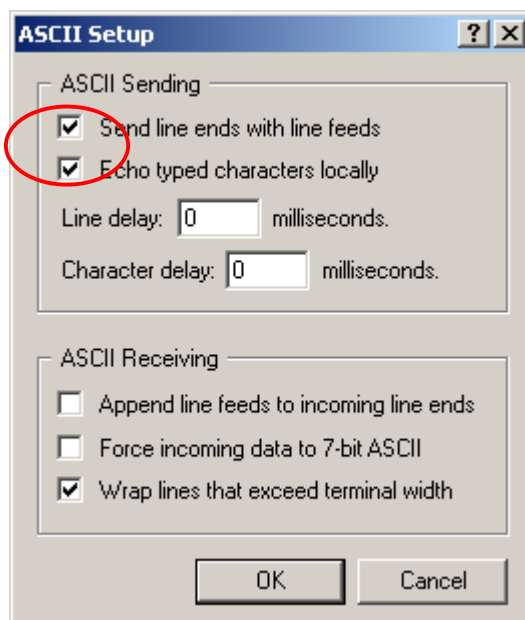 ASCII Setup
ASCII Sending
Send line ends with line feeds
Echo typed characters locally
Line delay: 0 milliseconds.
Character delay: 0 milliseconds.
ASCII Receiving
Append line feeds to incoming line ends
Force incoming data to 7-bit ASCII
Wrap lines that exceed terminal width
OK Cancel